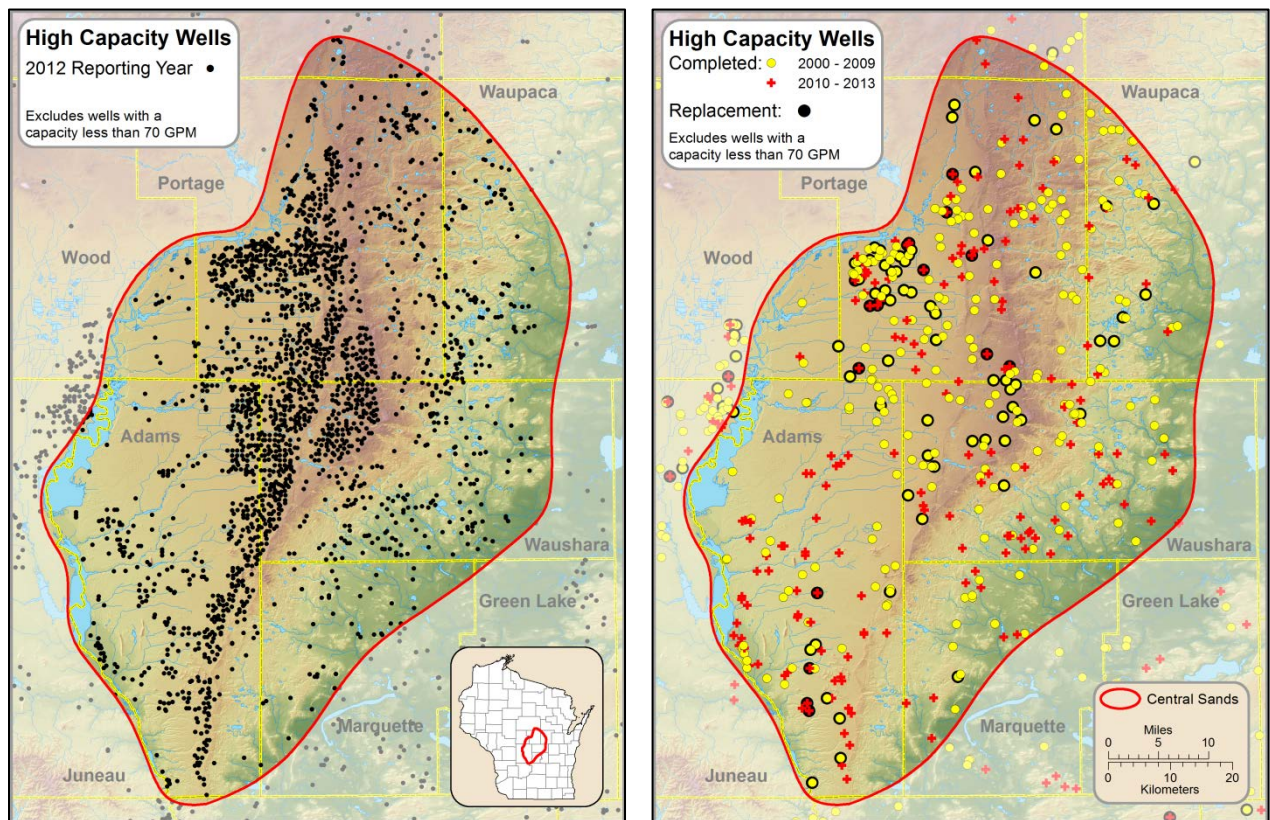 High Capacity Wells
2012 Reporting Year
Excludes wells with a
capacity less than 70 GPM
Waupaca
Portage
Wood
Adams
Waushara
Green Lake
Marquette
Juneau
High Capacity Wells
Completed: 2000 - 2009
2010 - 2013
Replacement:
Excludes wells with a
capacity less than 70 GPM
Waupaca
Portage
Wood
Adams
Waushara
Green Lake
Marquette
Juneau
Central Sands
Miles
0 5 10
0 10 20
Kilometers